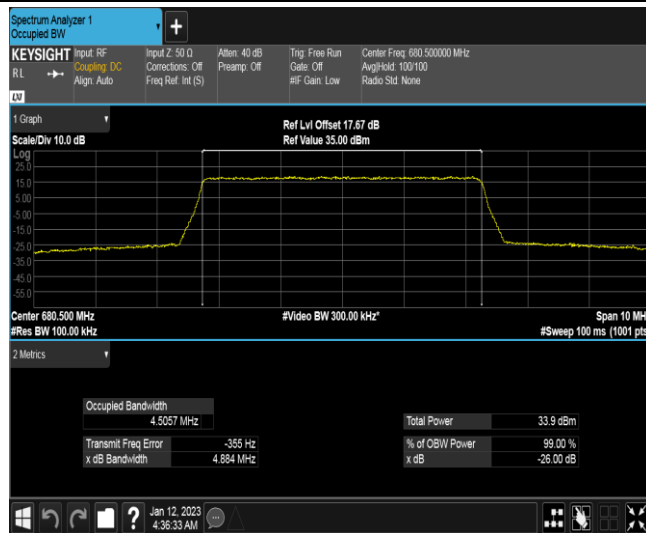 Spectrum Analyzer 1
Occupied BW
+
KEYSIGHT
RL
Input: RF
Coupling: DC
Align: Auto
Input Z: 50 Ω
Corrections: Off
Freq Ref: Int (S)
Atten: 40 dB
Preamp: Off
Trig: Free Run
Gate: Off
#IF Gain: Low
Center Freq: 680.500000 MHz
Avg|Hold: 100/100
Radio Std: None
LXI
1 Graph
Scale/Div 10.0 dB
Ref Lvl Offset 17.67 dB
Ref Value 35.00 dBm
Log
25.0
15.0
5.00
-5.00
-15.0
-25.0
-35.0
-45.0
-55.0
Center 680.500 MHz
#Video BW 300.00 kHz*
Span 10 MH
#Res BW 100.00 kHz
#Sweep 100 ms (1001 pts
2 Metrics
Occupied Bandwidth
4.5057 MHz
Total Power 33.9 dBm
Transmit Freq Error -355 Hz
% of OBW Power 99.00 %
x dB Bandwidth 4.884 MHz
x dB -26.00 dB
?
Jan 12, 2023
4:36:33 AM